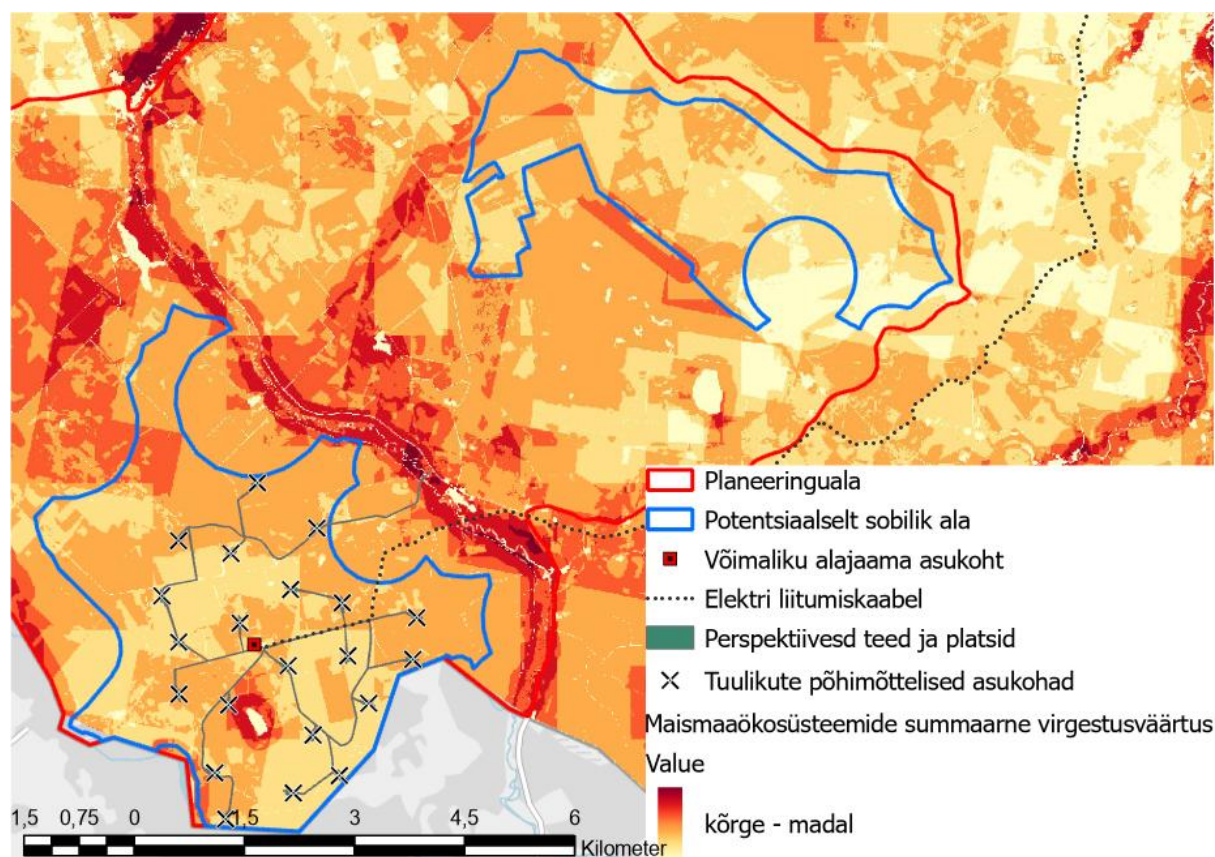 Planeeringuala
Potentsiaalselt sobilik ala
Võimaliku alajaama asukoht
Elektri liitumiskaabel
Perspektiivesd teed ja platsid
Tuulikute põhimõttelised asukohad
Maismaaökosüsteemide summaarne virgestusväärtus
Value
kõrge - madal
1,5 0,75 0 1,5 3 4,5 6
Kilometer